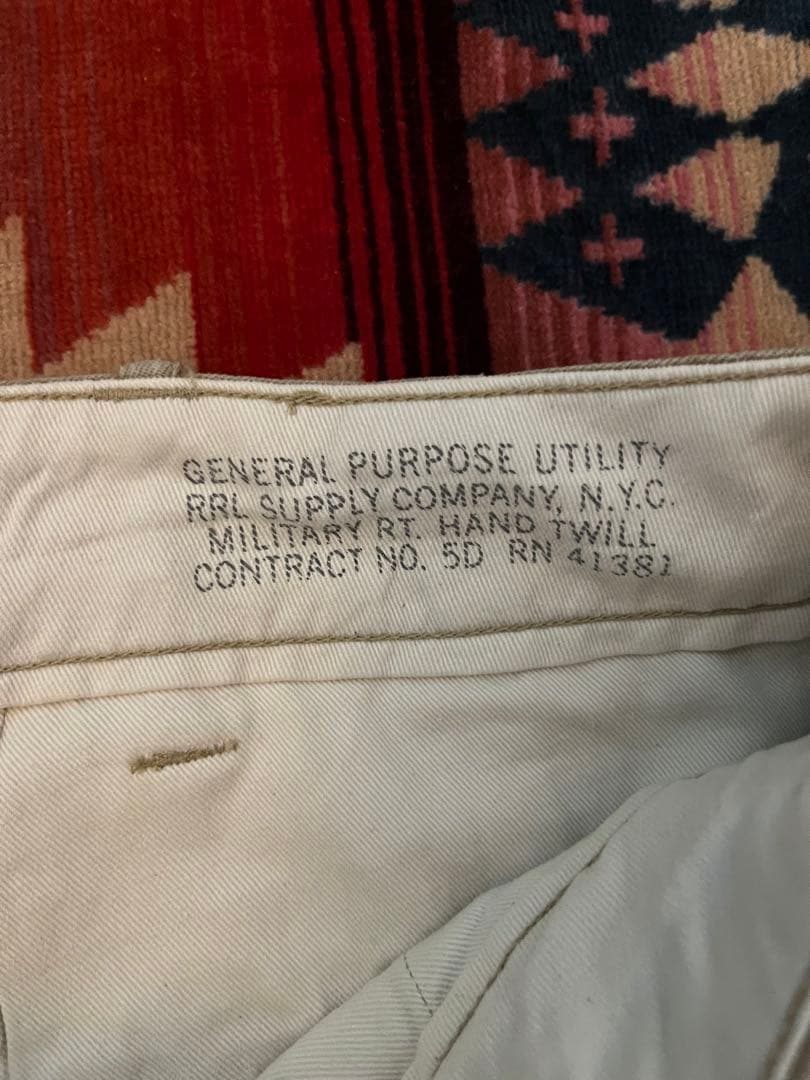 GENERAL PURPOSE UTILITY
RRL SUPPLY COMPANY, N.Y.C.
MILITARY RT. HAND TWILL
CONTRACT NO. 5D RN 41381